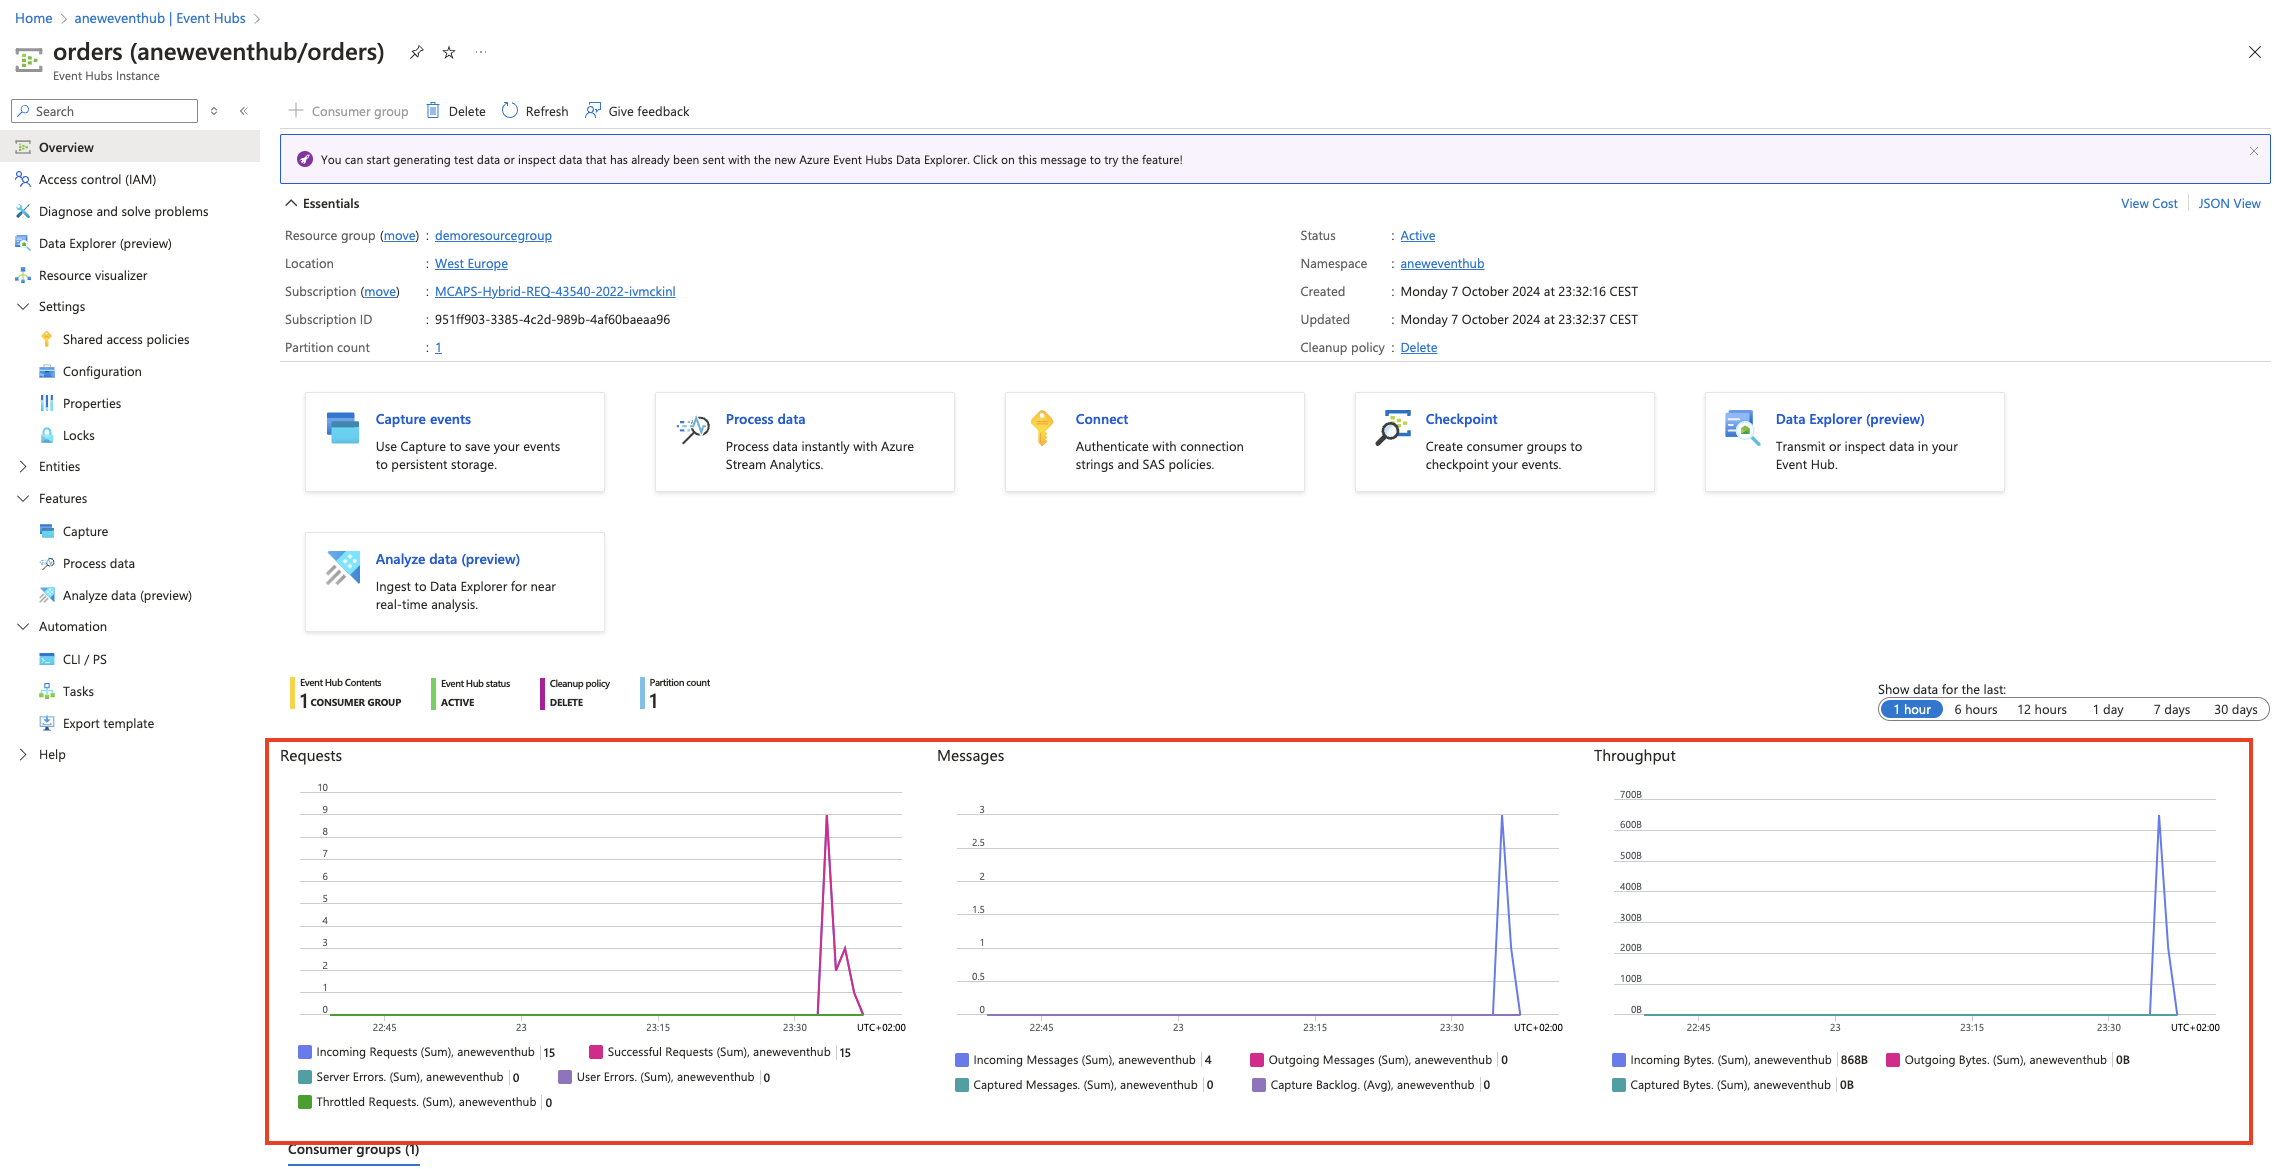 Home > aneweventhub | Event Hubs >
orders (aneweventhub/orders)
Event Hubs Instance
Search
Overview
Access control (IAM)
Diagnose and solve problems
Data Explorer (preview)
Resource visualizer
Settings
Shared access policies
Configuration
Properties
Locks
Entities
Features
Capture
Process data
Analyze data (preview)
Automation
CLI / PS
Tasks
Export template
Help
Consumer group Delete Refresh Give feedback
You can start generating test data or inspect data that has already been sent with the new Azure Event Hubs Data Explorer. Click on this message to try the feature!
Essentials
View Cost JSON View
Resource group (move) : demoresourcegroup
Location : West Europe
Subscription (move) : MCAPS-Hybrid-REQ-43540-2022-ivmckinl
Subscription ID : 951ff903-3385-4c2d-989b-4af60baeaa96
Partition count : 1
Status : Active
Namespace : aneweventhub
Created : Monday 7 October 2024 at 23:32:16 CEST
Updated : Monday 7 October 2024 at 23:32:37 CEST
Cleanup policy : Delete
Capture events
Use Capture to save your events
to persistent storage.
Process data
Process data instantly with Azure
Stream Analytics.
Connect
Authenticate with connection
strings and SAS policies.
Checkpoint
Create consumer groups to
checkpoint your events.
Data Explorer (preview)
Transmit or inspect data in your
Event Hub.
Analyze data (preview)
Ingest to Data Explorer for near
real-time analysis.
Event Hub Contents
1 CONSUMER GROUP
Event Hub status
ACTIVE
Cleanup policy
DELETE
Partition count
1
Show data for the last:
1 hour 6 hours 12 hours 1 day 7 days 30 days
Requests
10
9
8
7
6
5
4
3
2
1
0
22:45 23 23:15 23:30 UTC+02:00
Incoming Requests (Sum), aneweventhub 15
Successful Requests (Sum), aneweventhub 15
Server Errors. (Sum), aneweventhub 0
User Errors. (Sum), aneweventhub 0
Throttled Requests. (Sum), aneweventhub 0
Messages
3
2.5
2
1.5
1
0.5
0
22:45 23 23:15 23:30 UTC+02:00
Incoming Messages (Sum), aneweventhub 4
Outgoing Messages (Sum), aneweventhub 0
Captured Messages. (Sum), aneweventhub 0
Capture Backlog. (Avg), aneweventhub 0
Throughput
700B
600B
500B
400B
300B
200B
100B
0B
22:45 23 23:15 23:30 UTC+02:00
Incoming Bytes. (Sum), aneweventhub 868B
Outgoing Bytes. (Sum), aneweventhub 0B
Captured Bytes. (Sum), aneweventhub 0B
Consumer groups (1)